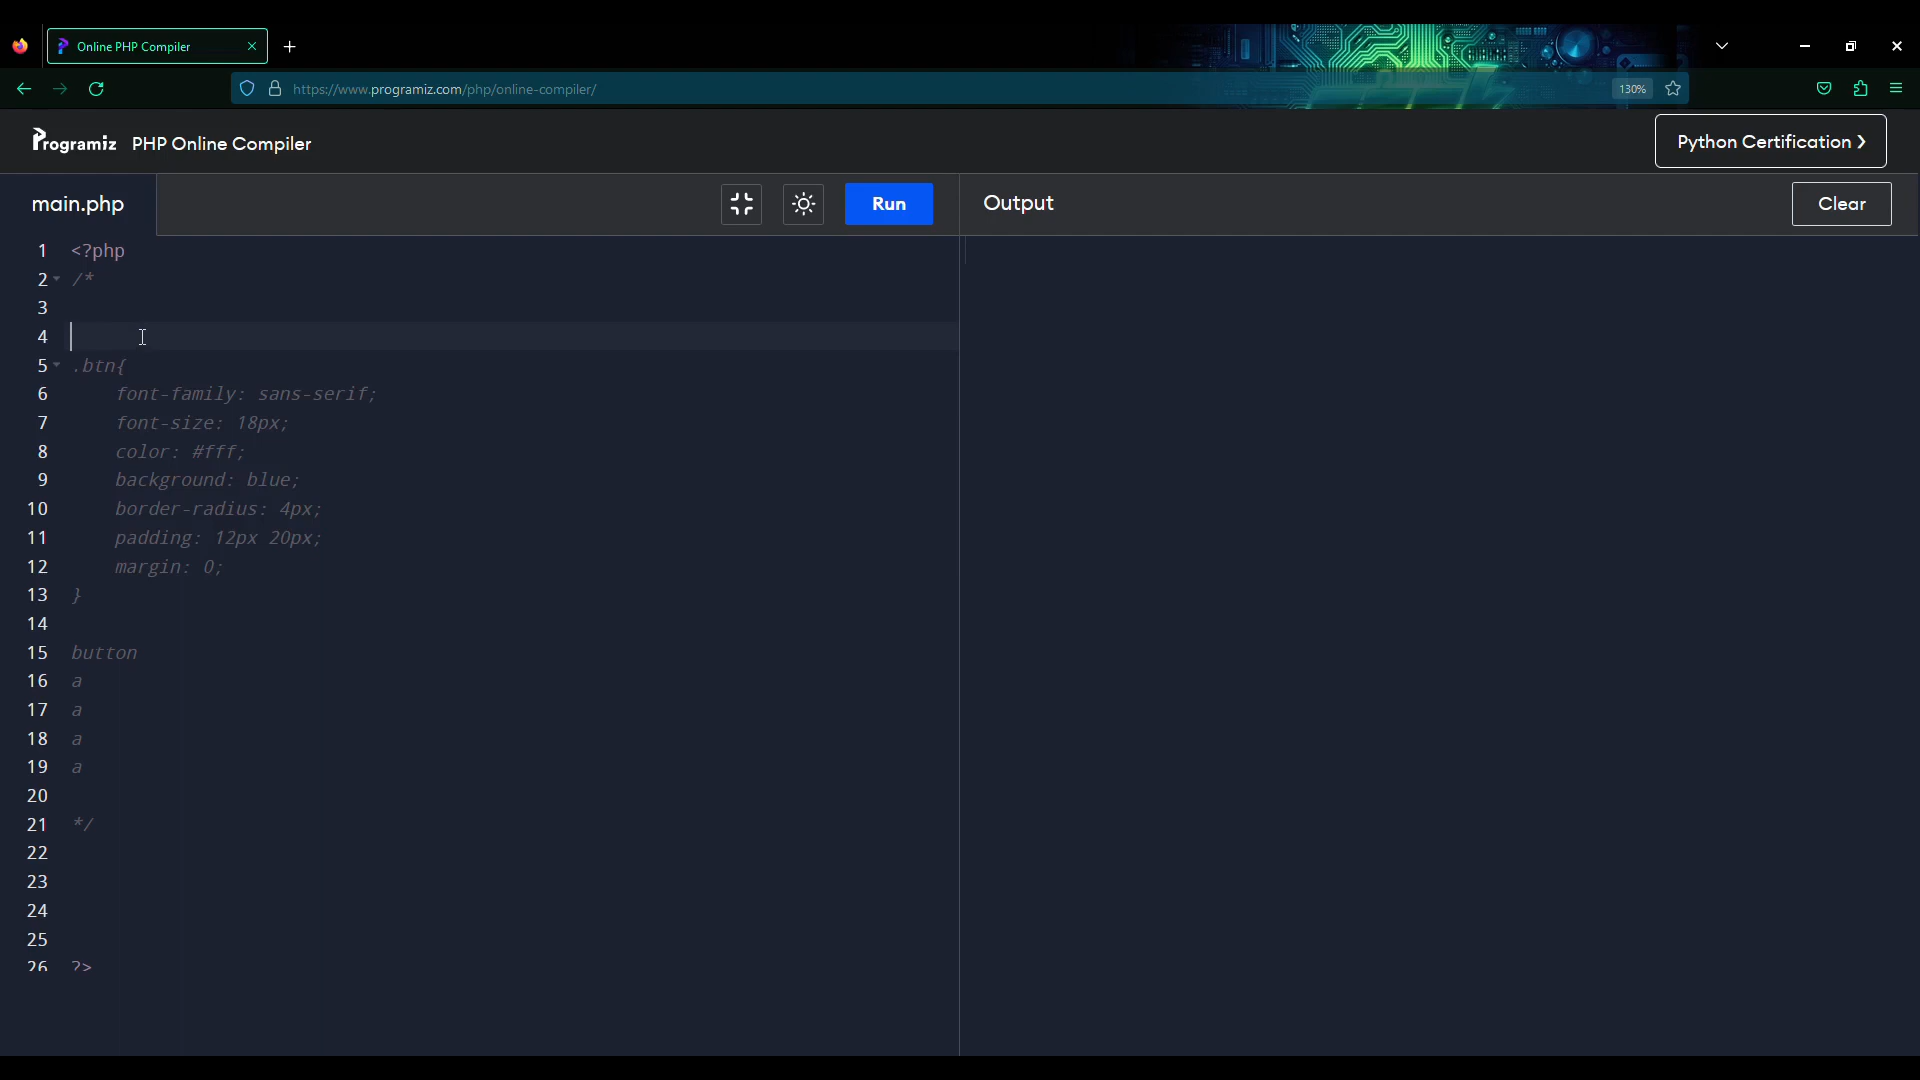 Online PHP Compiler
https://www.programiz.com/php/online-compiler/
130%
Programiz PHP Online Compiler
Python Certification ❯
main.php
Run
Output
Clear
1 <?php
2 /*
3
4
5 .btn{
6 font-family: sans-serif;
7 font-size: 18px;
8 color: #fff;
9 background: blue;
10 border-radius: 4px;
11 padding: 12px 20px;
12 margin: 0;
13 }
14
15 button
16 a
17 a
18 a
19 a
20
21 */
22
23
24
25
26 ?>